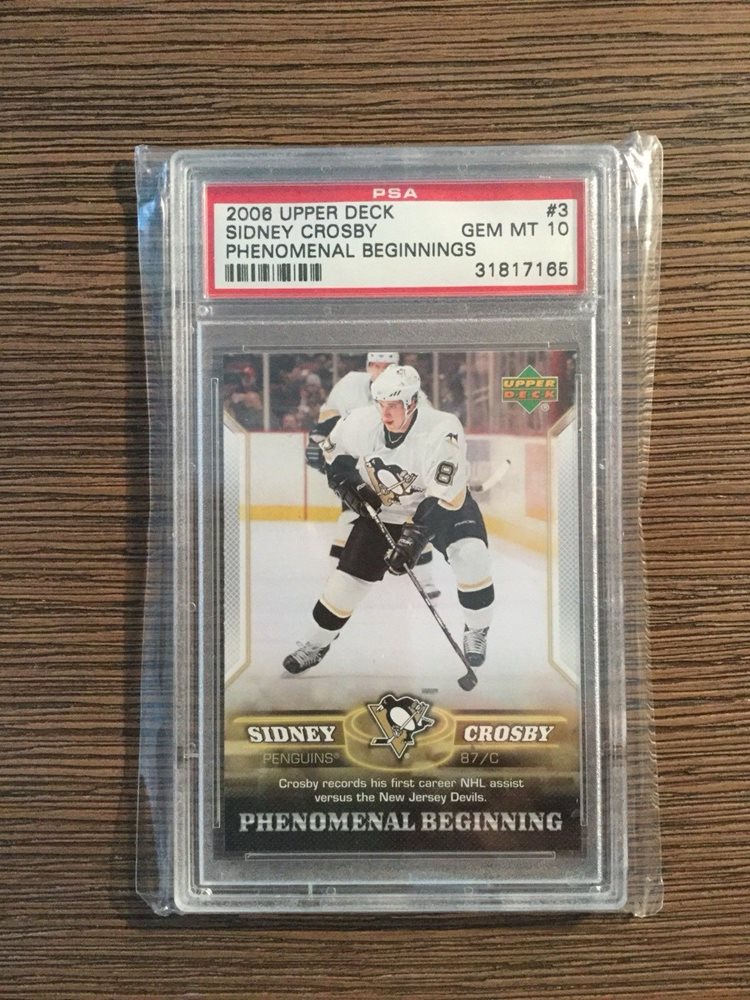 PSA
2006 UPPER DECK #3
SIDNEY CROSBY GEM MT 10
PHENOMENAL BEGINNINGS
31817165
UPPER
DECK
8
SIDNEY CROSBY
PENGUINS® 87/C
Crosby records his first career NHL assist
versus the New Jersey Devils.
PHENOMENAL BEGINNING